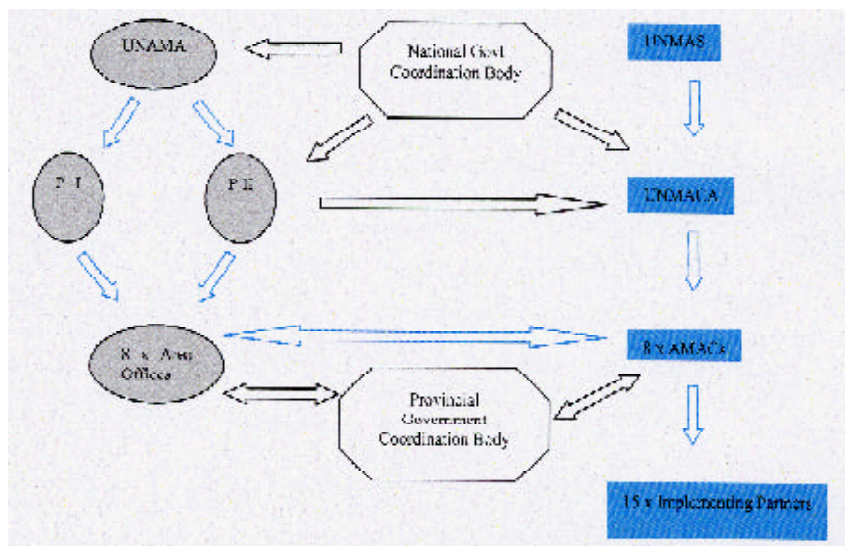 UNAMA
National Govt
Coordination Body
UNMAS
P I
P II
UNMACA
8 x Area
Offices
8 x AMACs
Provincial
Government
Coordination Body
15 x Implementing Partners